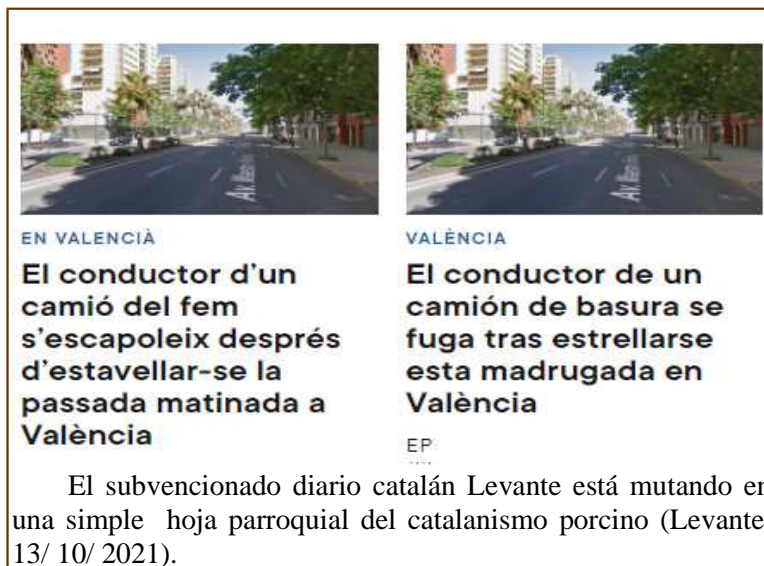 EN VALENCIÀ
El conductor d'un
camió del fem
s'escapoleix després
d'estavellar-se la
passada matinada a
València
VALÈNCIA
El conductor de un
camión de basura se
fuga tras estrellarse
esta madrugada en
València
EP
El subvencionado diario catalán Levante está mutando en
una simple hoja parroquial del catalanismo porcino (Levante
13/ 10/ 2021).